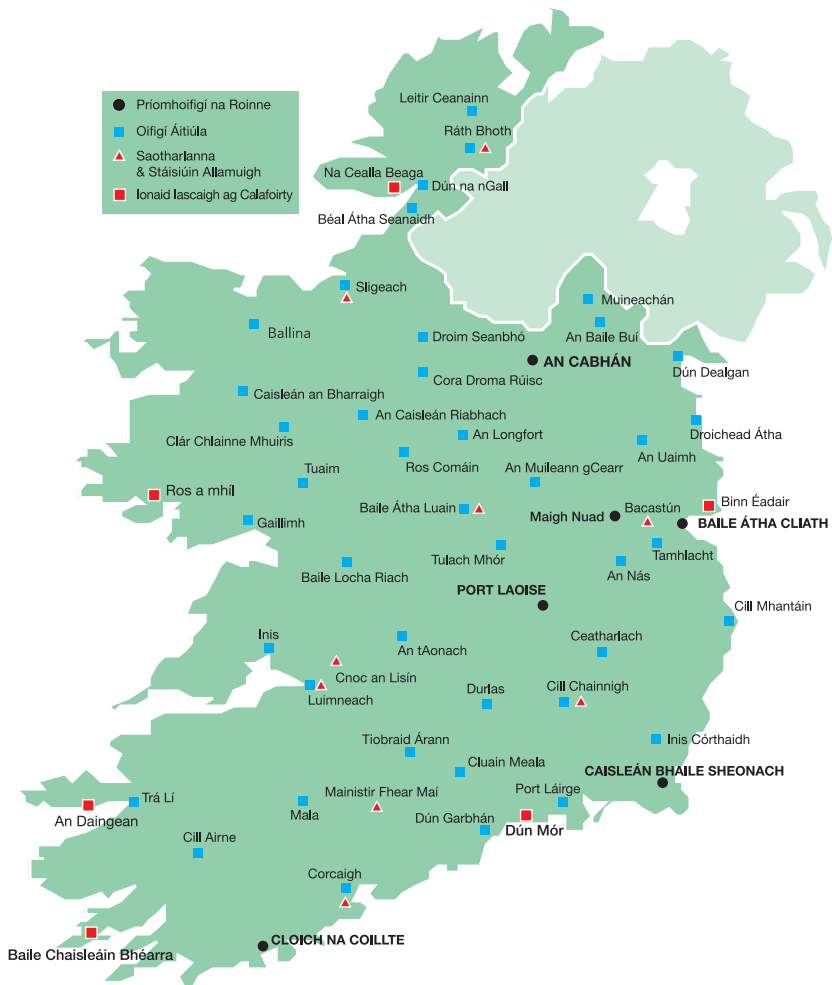 Príomhoifigí na Roinne
Oifigí Áitiúla
Saotharlanna
& Stáisiúin Allamuigh
Ionaid Iascaigh ag Calafoirty
Leitir Ceanainn
Ráth Bhoth
Na Cealla Beaga
Dún na nGall
Béal Átha Seanaidh
Sligeach
Muineachán
Ballina
Droim Seanbhó
An Baile Buí
AN CABHÁN
Dún Dealgan
Cora Droma Rúisc
Caisleán an Bharraigh
An Caisleán Riabhach
Clár Chlainne Mhuiris
An Longfort
Droichead Átha
An Uaimh
Ros Comáin
Tuaim
An Muileann gCearr
Ros a mhíl
Binn Éadair
Baile Átha Luain
Bacastún
Maigh Nuad
BAILE ÁTHA CLIATH
Gaillimh
Tulach Mhór
Tamhlacht
Baile Locha Riach
An Nás
PORT LAOISE
Cill Mhantáin
Inis
An tAonach
Ceatharlach
Cnoc an Lisín
Luimneach
Durlas
Cill Chainnigh
Tiobraid Árann
Inis Córthaidh
Cluain Meala
CAISLEÁN BHAILE SHEONACH
Mainistir Fhear Maí
Port Láirge
Trá Lí
An Daingean
Mala
Dún Garbhán
Dún Mór
Cill Airne
Corcaigh
CLOICH NA COILLTE
Baile Chaisleáin Bhéarra